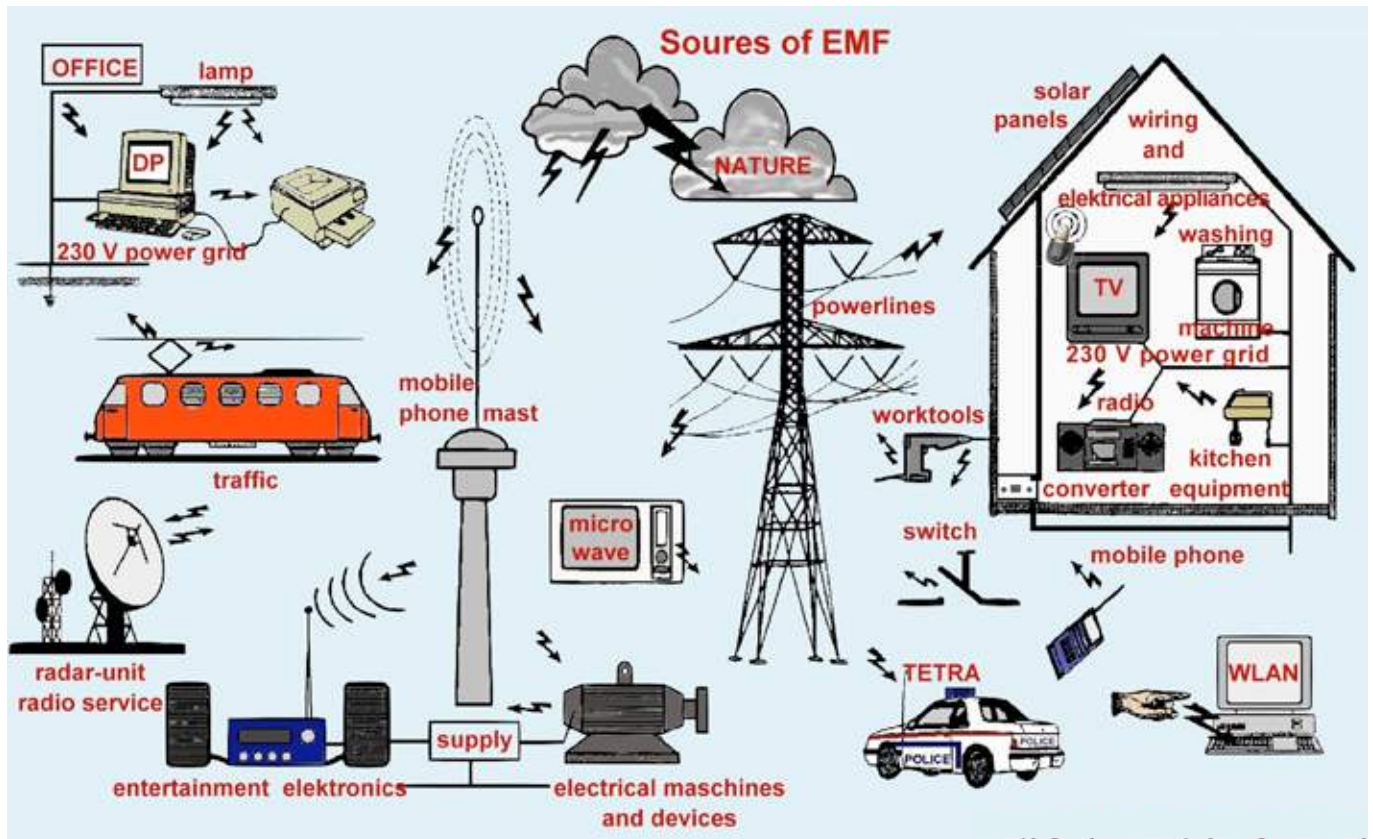 Soures of EMF
OFFICE
lamp
DP
230 V power grid
NATURE
solar
panels
wiring
and
elektrical appliances
washing
TV
machine
230 V power grid
radio
converter
kitchen
equipment
powerlines
worktools
mobile
phone mast
traffic
micro
wave
switch
mobile phone
radar-unit
radio service
TETRA
POLICE
POLICE
WLAN
supply
entertainment elektronics
electrical maschines
and devices